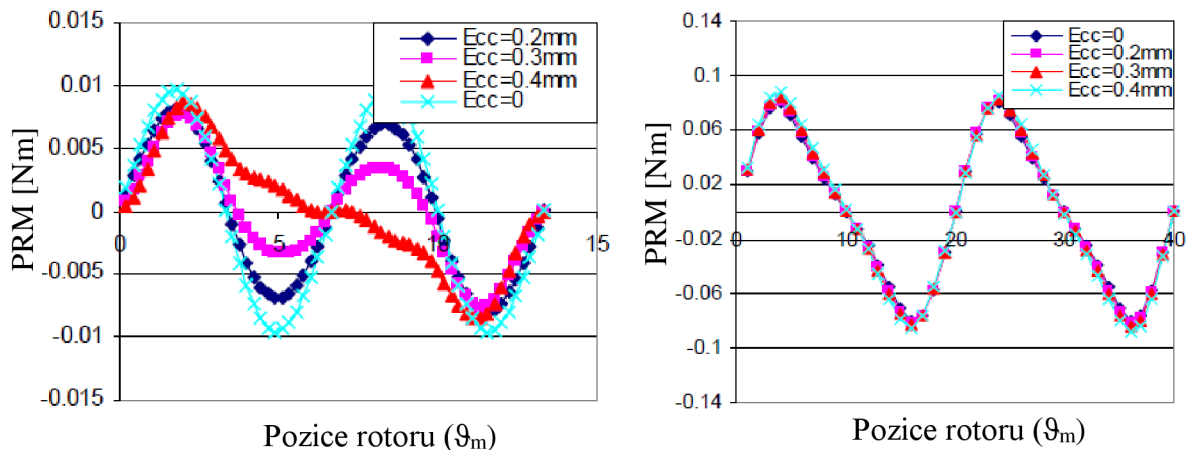 0.015
0.01
0.005
0
-0.005
-0.01
-0.015
PRM [Nm]
0 5 10 15
Ecc=0.2mm
Ecc=0.3mm
Ecc=0.4mm
Ecc=0
Pozice rotoru (ϑm)
0.14
0.1
0.06
0.02
-0.02
-0.06
-0.1
-0.14
PRM [Nm]
0 10 20 30 40
Ecc=0
Ecc=0.2mm
Ecc=0.3mm
Ecc=0.4mm
Pozice rotoru (ϑm)